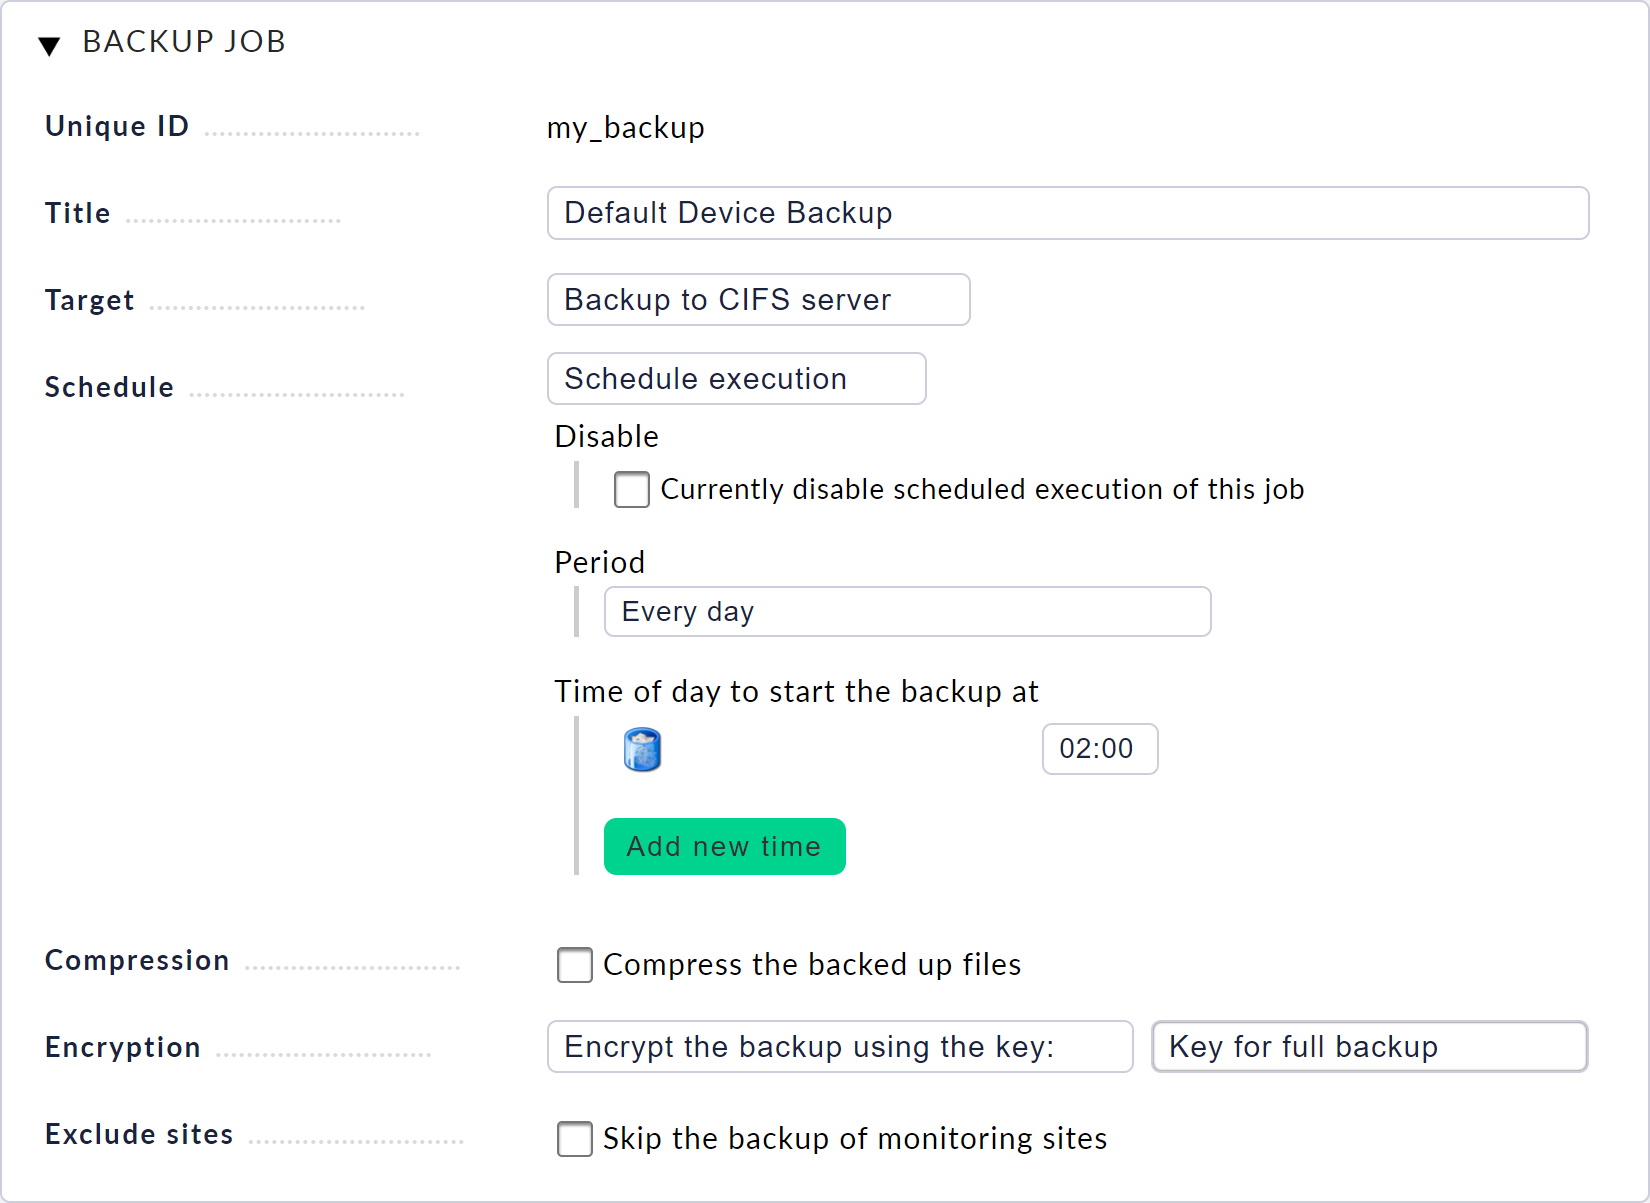 BACKUP JOB
Unique ID my_backup
Title Default Device Backup
Target Backup to CIFS server
Schedule Schedule execution
Disable
Currently disable scheduled execution of this job
Period
Every day
Time of day to start the backup at
02:00
Add new time
Compression Compress the backed up files
Encryption Encrypt the backup using the key: Key for full backup
Exclude sites Skip the backup of monitoring sites